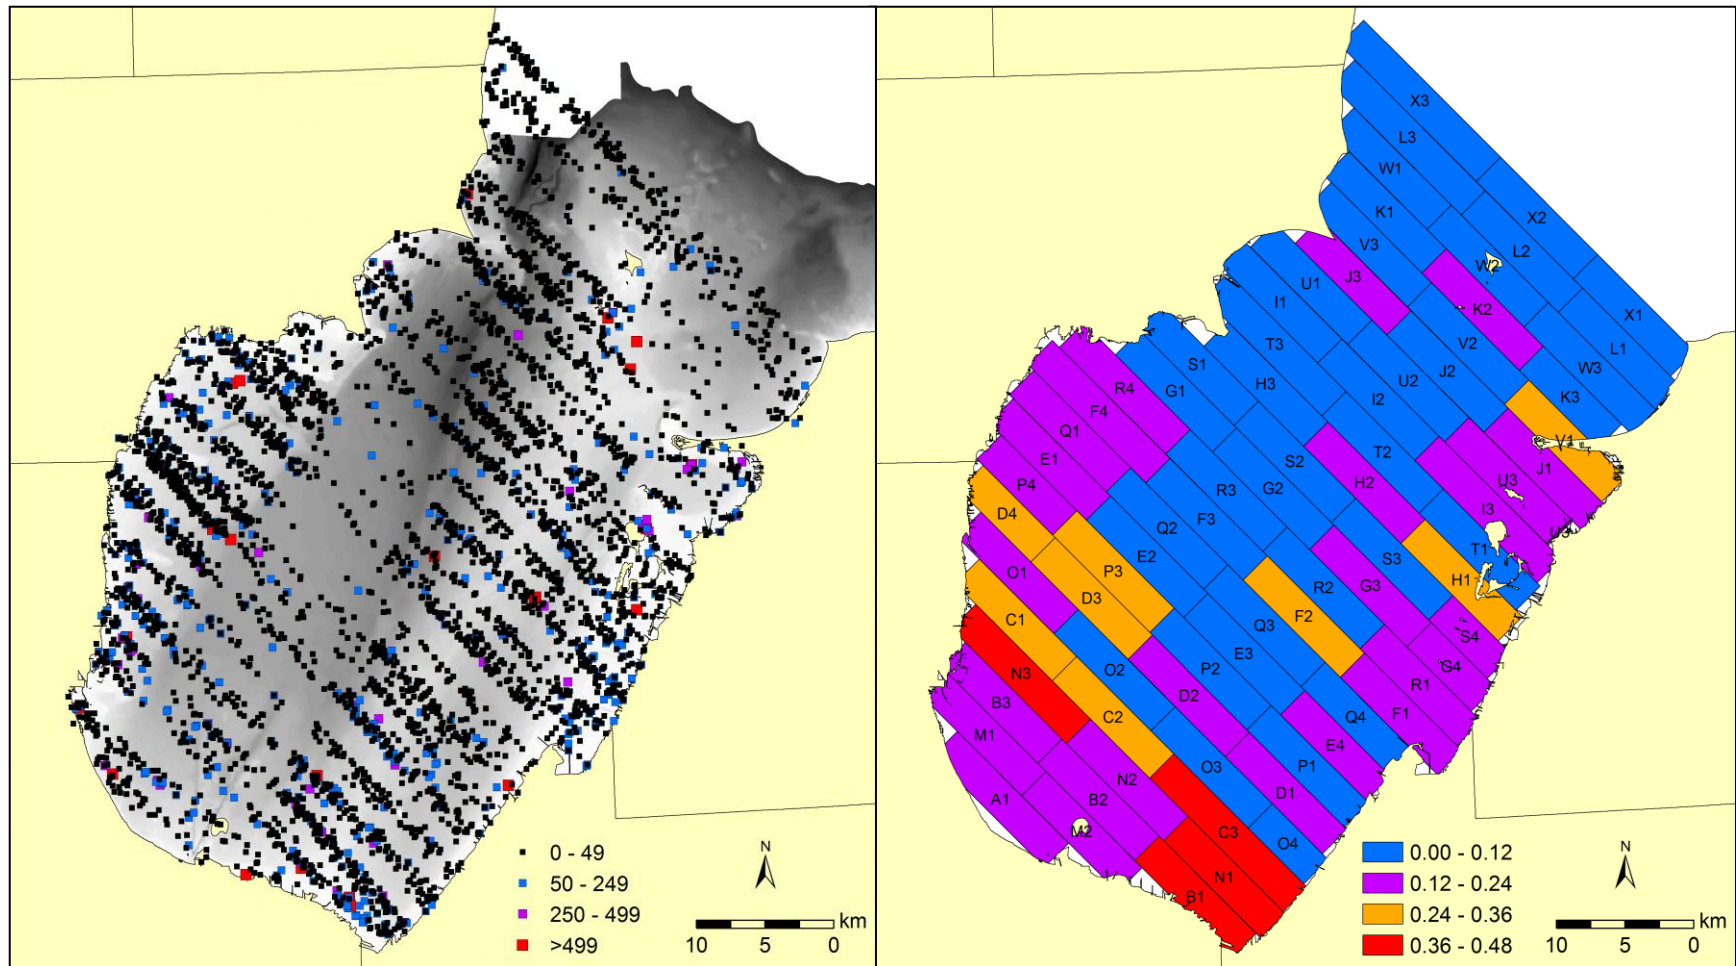 N
0 - 49
50 - 249
250 - 499
>499
km
10 5 0
X3
L3
W1
X2
K1
V3
L2
W2
U1
J3
I1
K2
X1
T3
V2
L1
S1
W3
H3
U2
J2
G1
R4
K3
I2
F4
Q1
V1
T2
E1
S2
J1
U3
H2
P4
R3
G2
I3
D4
F3
Q2
U3
T1
E2
S3
P3
H1
O1
R2
G3
D3
F2
C1
Q3
S4
E3
G4
O2
P2
N3
R1
D2
B3
F1
C2
Q4
M1
E4
O3
P1
N2
D1
A1
B2
C3
M2
O4
N1
B1
N
0.00 - 0.12
0.12 - 0.24
0.24 - 0.36
0.36 - 0.48
km
10 5 0